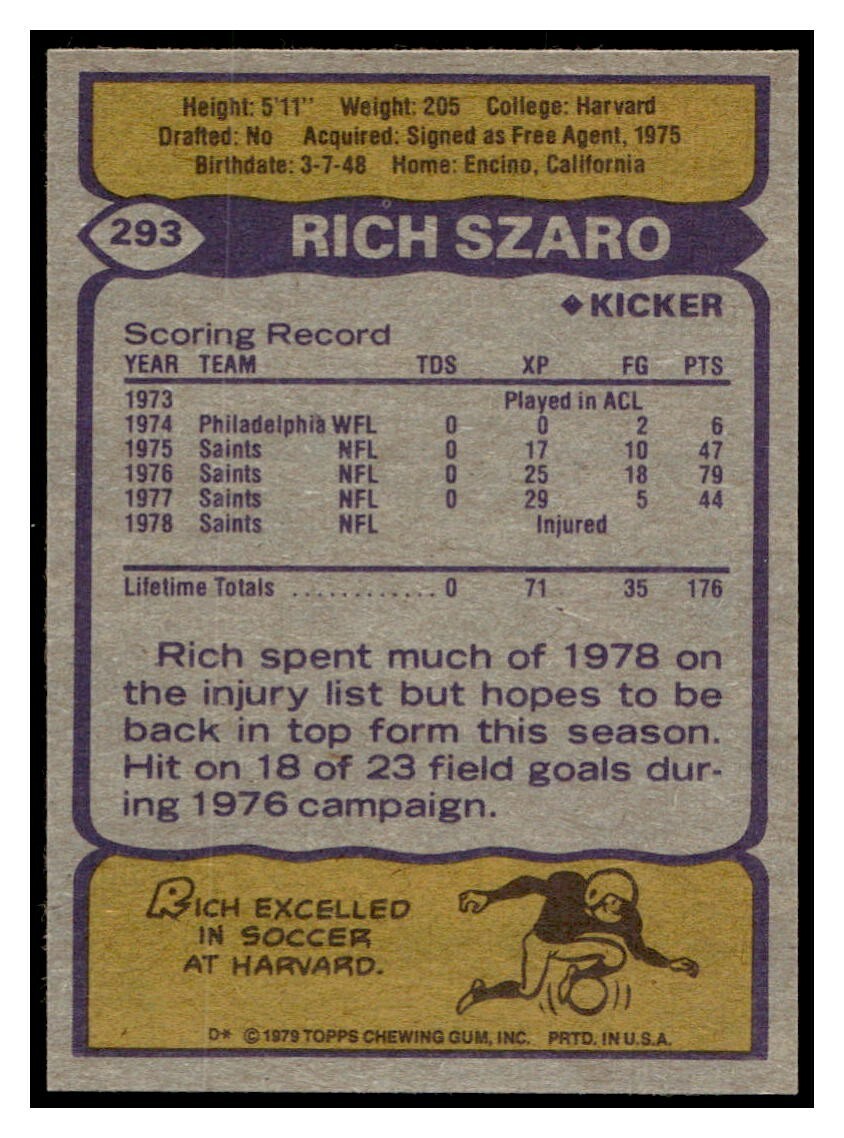 Height: 5'11" Weight: 205 College: Harvard
Drafted: No Acquired: Signed as Free Agent, 1975
Birthdate: 3-7-48 Home: Encino, California
293 RICH SZARO
KICKER
Scoring Record
YEAR TEAM TDS XP FG PTS
1973 Played in ACL
1974 Philadelphia WFL 0 0 2 6
1975 Saints NFL 0 17 10 47
1976 Saints NFL 0 25 18 79
1977 Saints NFL 0 29 5 44
1978 Saints NFL Injured
Lifetime Totals ............ 0 71 35 176
Rich spent much of 1978 on
the injury list but hopes to be
back in top form this season.
Hit on 18 of 23 field goals dur-
ing 1976 campaign.
RICH EXCELLED
IN SOCCER
AT HARVARD.
D* © 1979 TOPPS CHEWING GUM, INC. PRTD. IN U.S.A.